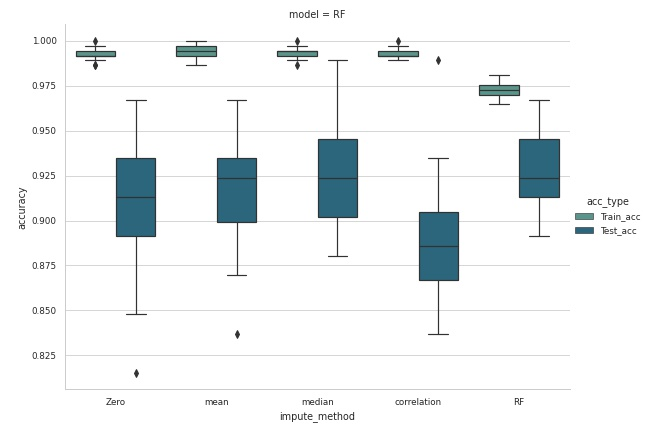 model = RF
1.000
0.975
0.950
0.925
0.900
0.875
0.850
0.825
accuracy
Zero
mean
median
correlation
RF
impute_method
acc_type
Train_acc
Test_acc